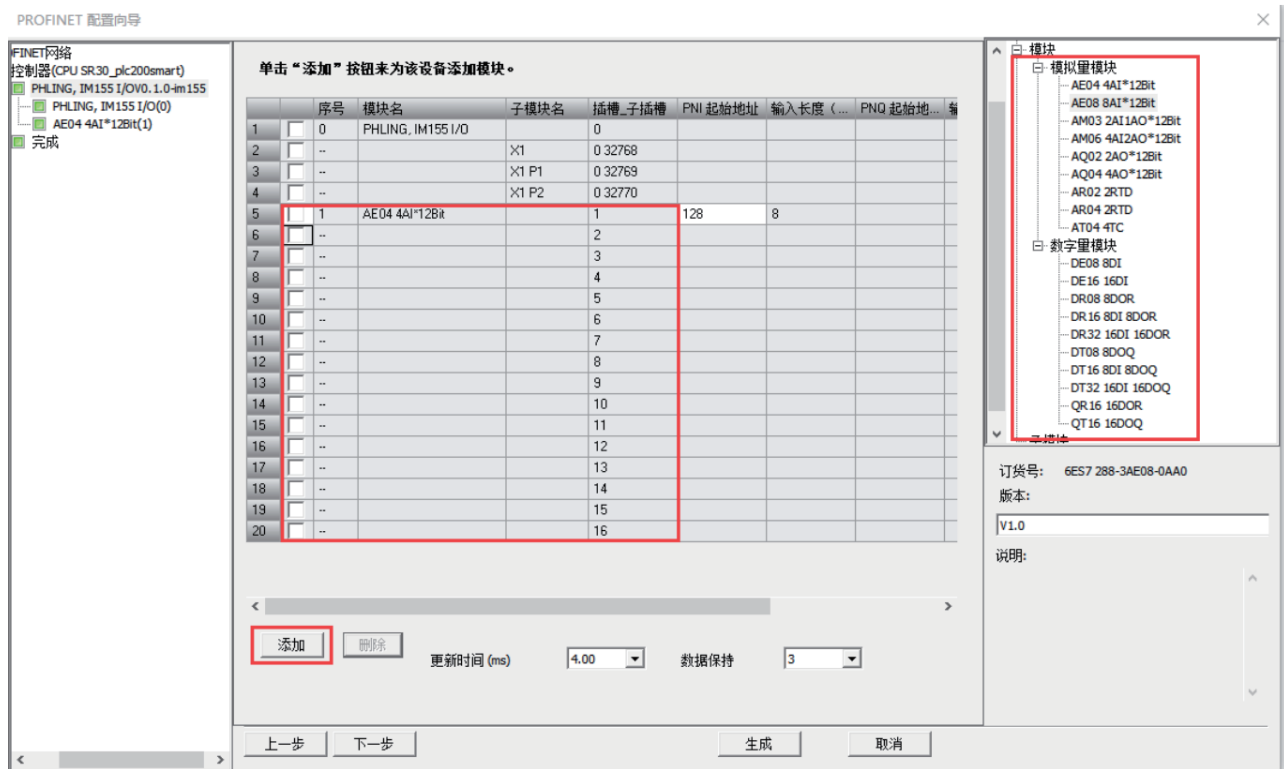 PROFINET 配置向导
FINET网络
控制器(CPU SR30_plc200smart)
PHLING, IM155 I/OV0.1.0-im155
PHLING, IM155 I/O(0)
AE04 4AI*12Bit(1)
完成
单击“添加”按钮来为该设备添加模块。
序号 模块名 子模块名 插槽_子插槽 PNI 起始地址 输入长度 (... PNQ 起始地...
1 0 PHLING, IM155 I/O 0
2 -- X1 0 32768
3 -- X1 P1 0 32769
4 -- X1 P2 0 32770
5 1 AE04 4AI*12Bit 1 128 8
6 -- 2
7 -- 3
8 -- 4
9 -- 5
10 -- 6
11 -- 7
12 -- 8
13 -- 9
14 -- 10
15 -- 11
16 -- 12
17 -- 13
18 -- 14
19 -- 15
20 -- 16
添加 删除 更新时间 (ms) 4.00 数据保持 3
上一步 下一步 生成 取消
模块
模拟量模块
AE04 4AI*12Bit
AE08 8AI*12Bit
AM03 2AI1AO*12Bit
AM06 4AI2AO*12Bit
AQ02 2AO*12Bit
AQ04 4AO*12Bit
AR02 2RTD
AR04 2RTD
AT04 4TC
数字量模块
DE08 8DI
DE16 16DI
DR08 8DOR
DR16 8DI 8DOR
DR32 16DI 16DOR
DT08 8DOQ
DT16 8DI 8DOQ
DT32 16DI 16DOQ
QR16 16DOR
QT16 16DOQ
子模块
订货号: 6ES7 288-3AE08-0AA0
版本:
V1.0
说明: